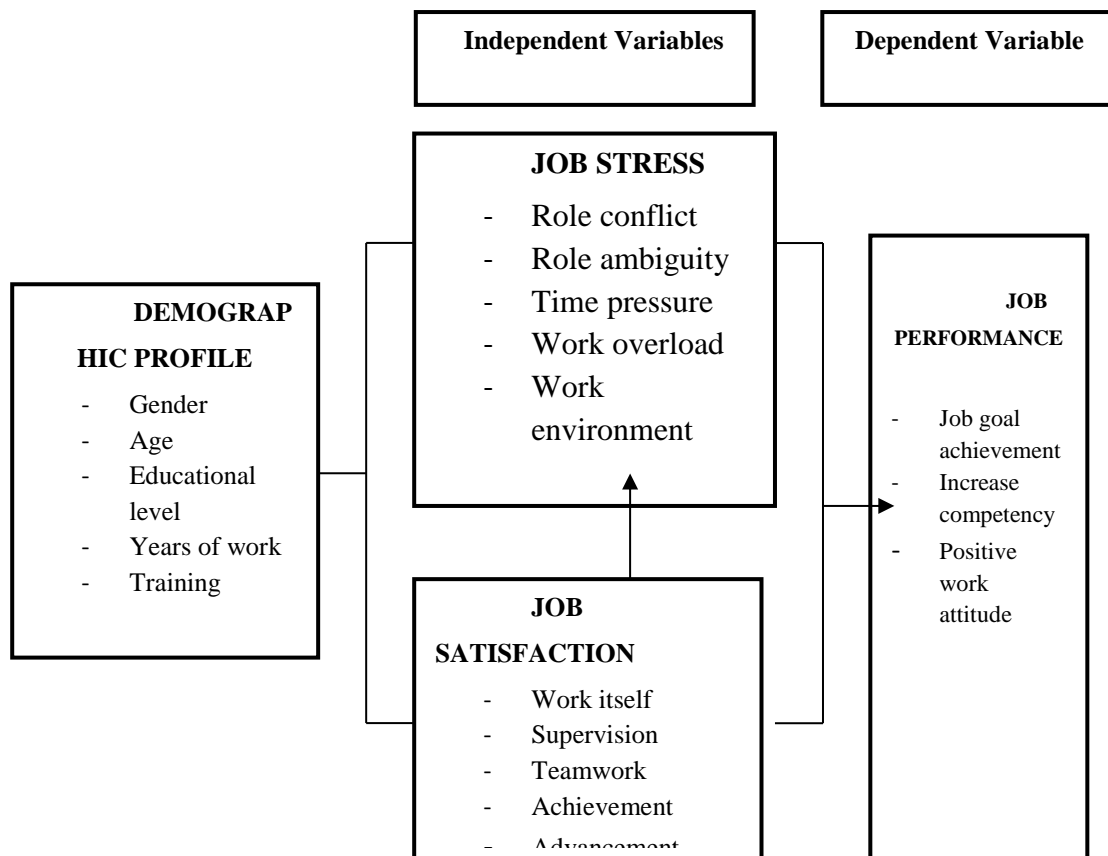 Independent Variables
Dependent Variable
JOB STRESS
- Role conflict
- Role ambiguity
- Time pressure
- Work overload
- Work
environment
DEMOGRAP
HIC PROFILE
- Gender
- Age
- Educational
level
- Years of work
- Training
JOB
SATISFACTION
- Work itself
- Supervision
- Teamwork
- Achievement
- Advancement
JOB
PERFORMANCE
- Job goal
achievement
- Increase
competency
- Positive
work
attitude